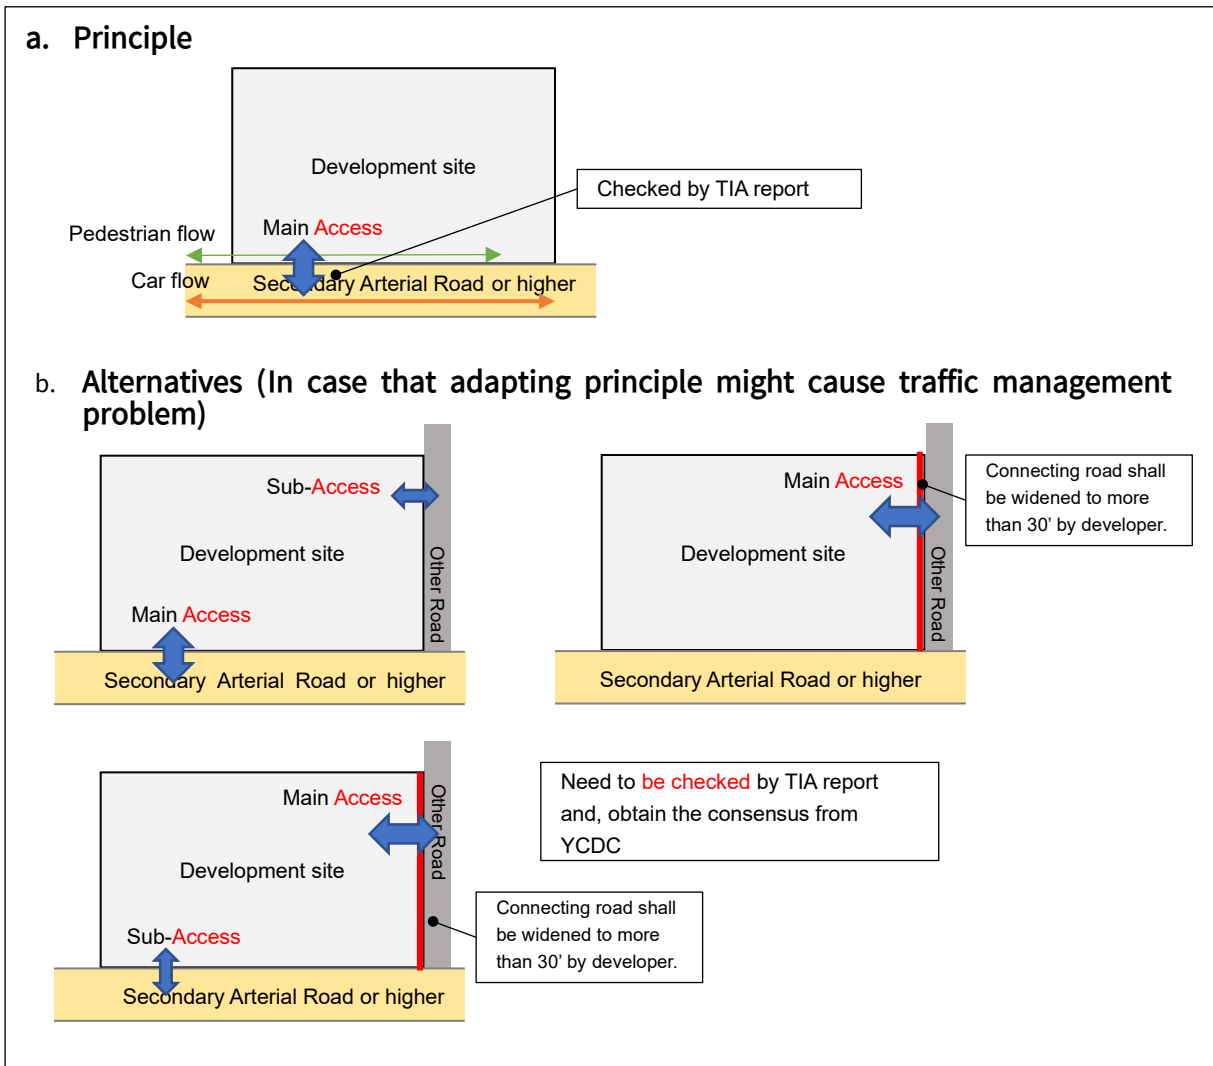 a. Principle
Development site
Checked by TIA report
Main Access
Pedestrian flow
Car flow
Secondary Arterial Road or higher
b. Alternatives (In case that adapting principle might cause traffic management
problem)
Sub-Access
Development site
Other Road
Main Access
Secondary Arterial Road or higher
Main Access
Connecting road shall
be widened to more
than 30' by developer.
Development site
Other Road
Secondary Arterial Road or higher
Main Access
Other Road
Development site
Sub-Access
Secondary Arterial Road or higher
Need to be checked by TIA report
and, obtain the consensus from
YCDC
Connecting road shall
be widened to more
than 30' by developer.